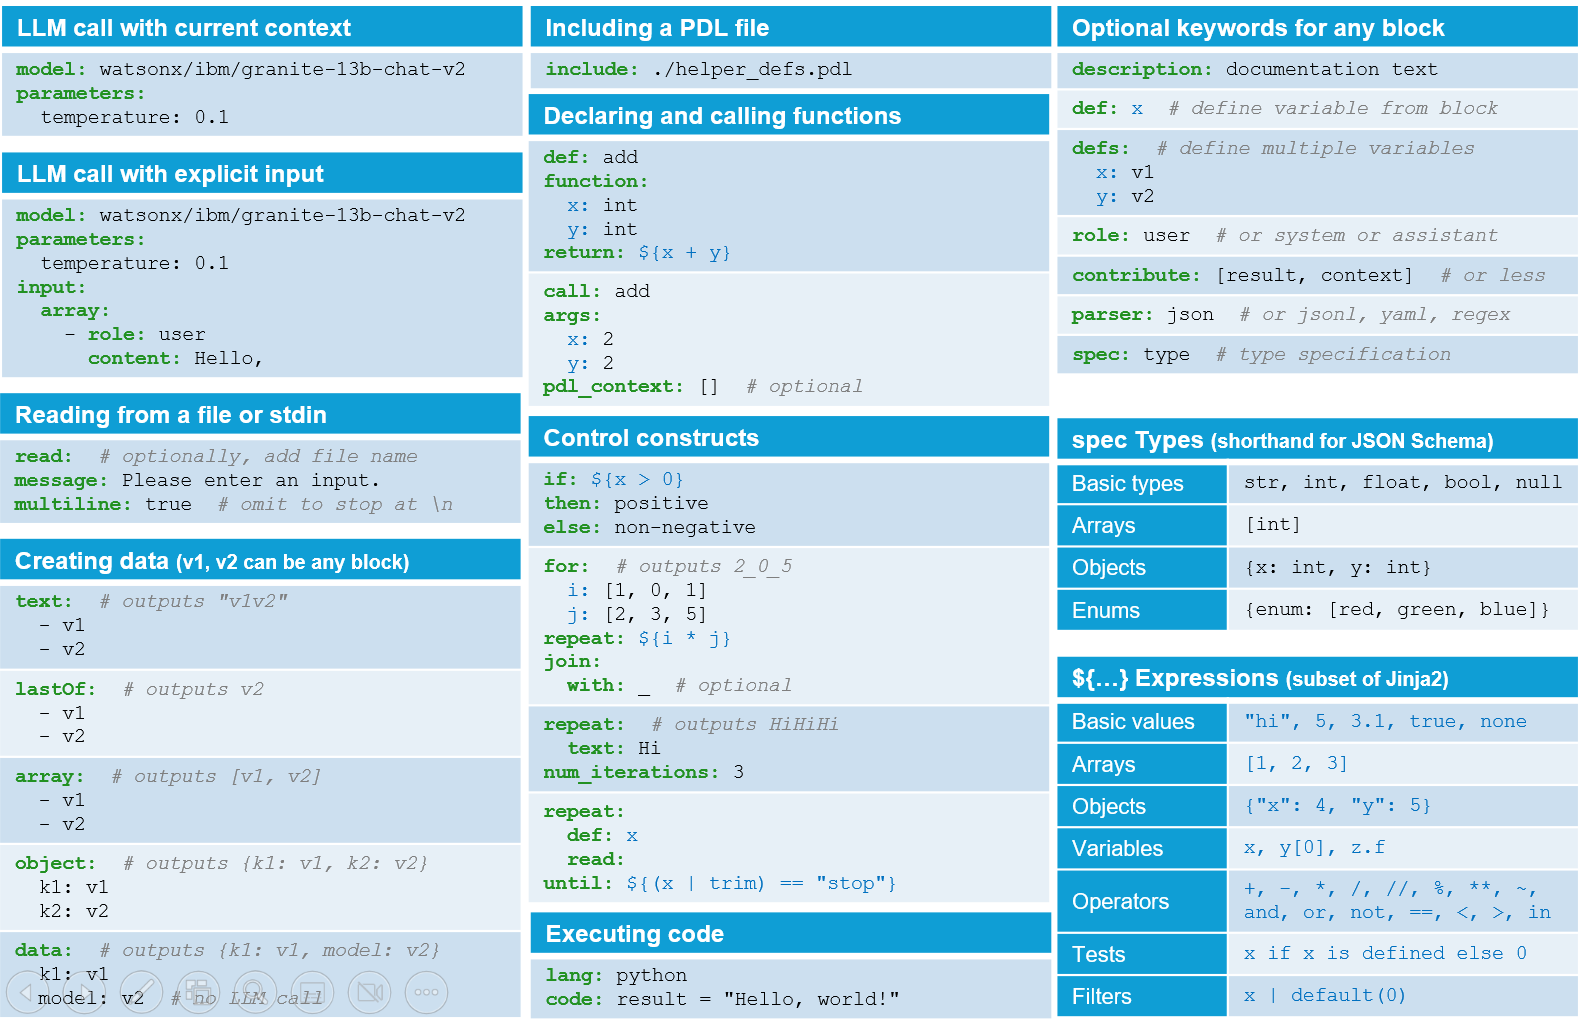 LLM call with current context
model: watsonx/ibm/granite-13b-chat-v2
parameters:
  temperature: 0.1
LLM call with explicit input
model: watsonx/ibm/granite-13b-chat-v2
parameters:
  temperature: 0.1
input:
  array:
    - role: user
      content: Hello,
Reading from a file or stdin
read:  # optionally, add file name
message: Please enter an input.
multiline: true  # omit to stop at \n
Creating data (v1, v2 can be any block)
text:  # outputs "v1v2"
  - v1
  - v2
lastOf:  # outputs v2
  - v1
  - v2
array:  # outputs [v1, v2]
  - v1
  - v2
object:  # outputs {k1: v1, k2: v2}
  k1: v1
  k2: v2
data:  # outputs {k1: v1, model: v2}
  k1: v1
  model: v2  # no LLM call
Including a PDL file
include: ./helper_defs.pdl
Declaring and calling functions
def: add
function:
  x: int
  y: int
return: ${x + y}
call: add
args:
  x: 2
  y: 2
pdl_context: []  # optional
Control constructs
if: ${x > 0}
then: positive
else: non-negative
for:  # outputs 2_0_5
  i: [1, 0, 1]
  j: [2, 3, 5]
repeat: ${i * j}
join:
  with: _  # optional
repeat:  # outputs HiHiHi
  text: Hi
num_iterations: 3
repeat:
  def: x
  read:
until: ${(x | trim) == "stop"}
Executing code
lang: python
code: result = "Hello, world!"
Optional keywords for any block
description: documentation text
def: x  # define variable from block
defs:  # define multiple variables
  x: v1
  y: v2
role: user  # or system or assistant
contribute: [result, context]  # or less
parser: json  # or jsonl, yaml, regex
spec: type  # type specification
spec Types (shorthand for JSON Schema)
Basic types str, int, float, bool, null
Arrays [int]
Objects {x: int, y: int}
Enums {enum: [red, green, blue]}
${…} Expressions (subset of Jinja2)
Basic values "hi", 5, 3.1, true, none
Arrays [1, 2, 3]
Objects {"x": 4, "y": 5}
Variables x, y[0], z.f
Operators +, -, *, /, //, %, **, ~,
and, or, not, ==, <, >, in
Tests x if x is defined else 0
Filters x | default(0)